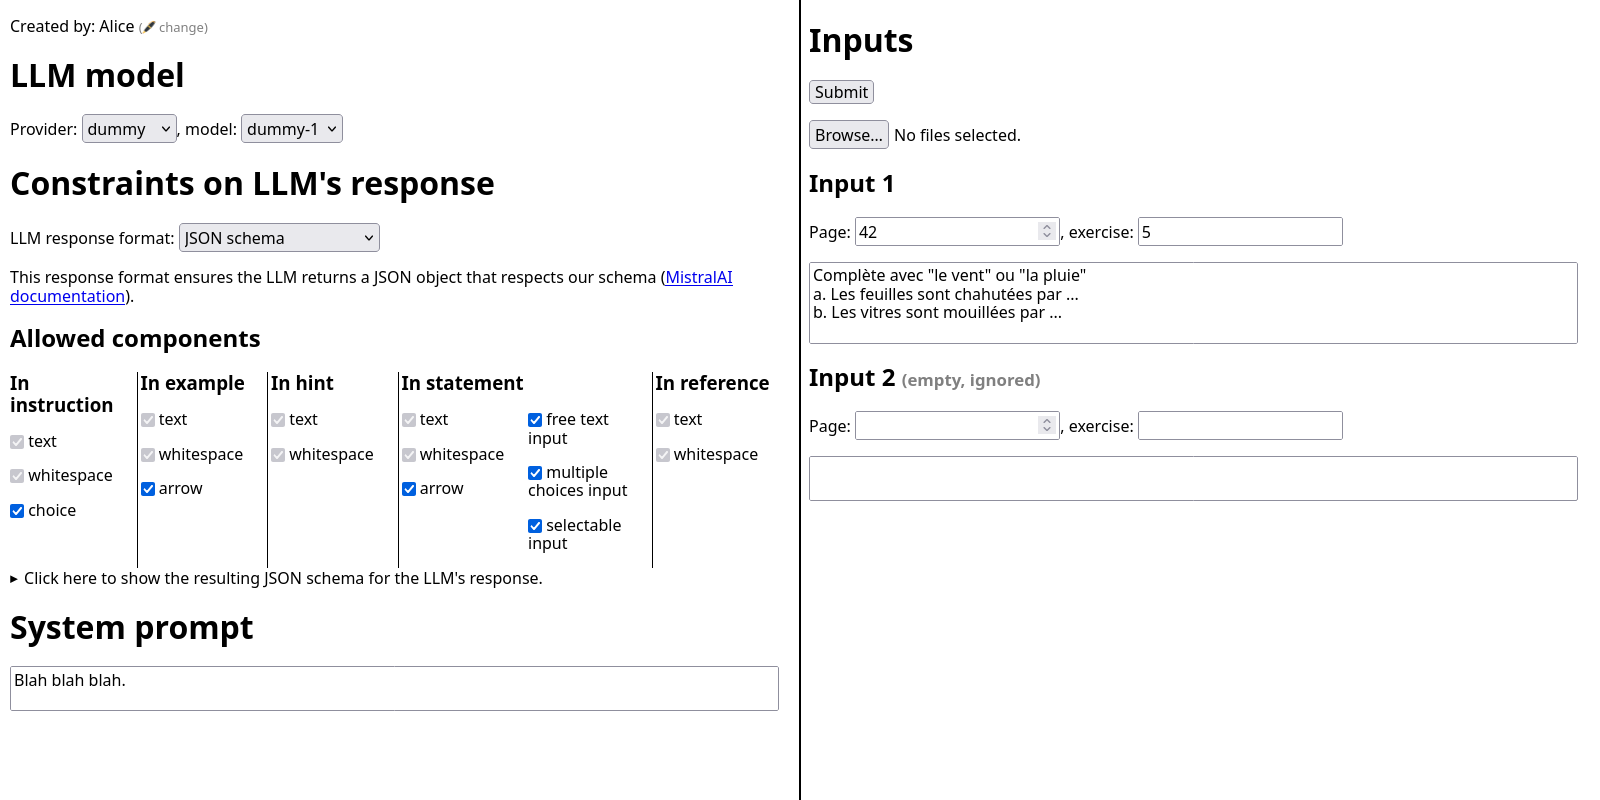 Created by: Alice (🖋 change)
LLM model
Provider: dummy, model: dummy-1
Constraints on LLM's response
LLM response format: JSON schema
This response format ensures the LLM returns a JSON object that respects our schema (MistralAI
documentation).
Allowed components
In
instruction
text
whitespace
choice
In example
text
whitespace
arrow
In hint
text
whitespace
In statement
text
whitespace
arrow
free text
input
multiple
choices input
selectable
input
In reference
text
whitespace
Click here to show the resulting JSON schema for the LLM's response.
System prompt
Blah blah blah.
Inputs
Submit
Browse... No files selected.
Input 1
Page: 42, exercise: 5
Complète avec "le vent" ou "la pluie"
a. Les feuilles sont chahutées par ...
b. Les vitres sont mouillées par ...
Input 2 (empty, ignored)
Page: , exercise: